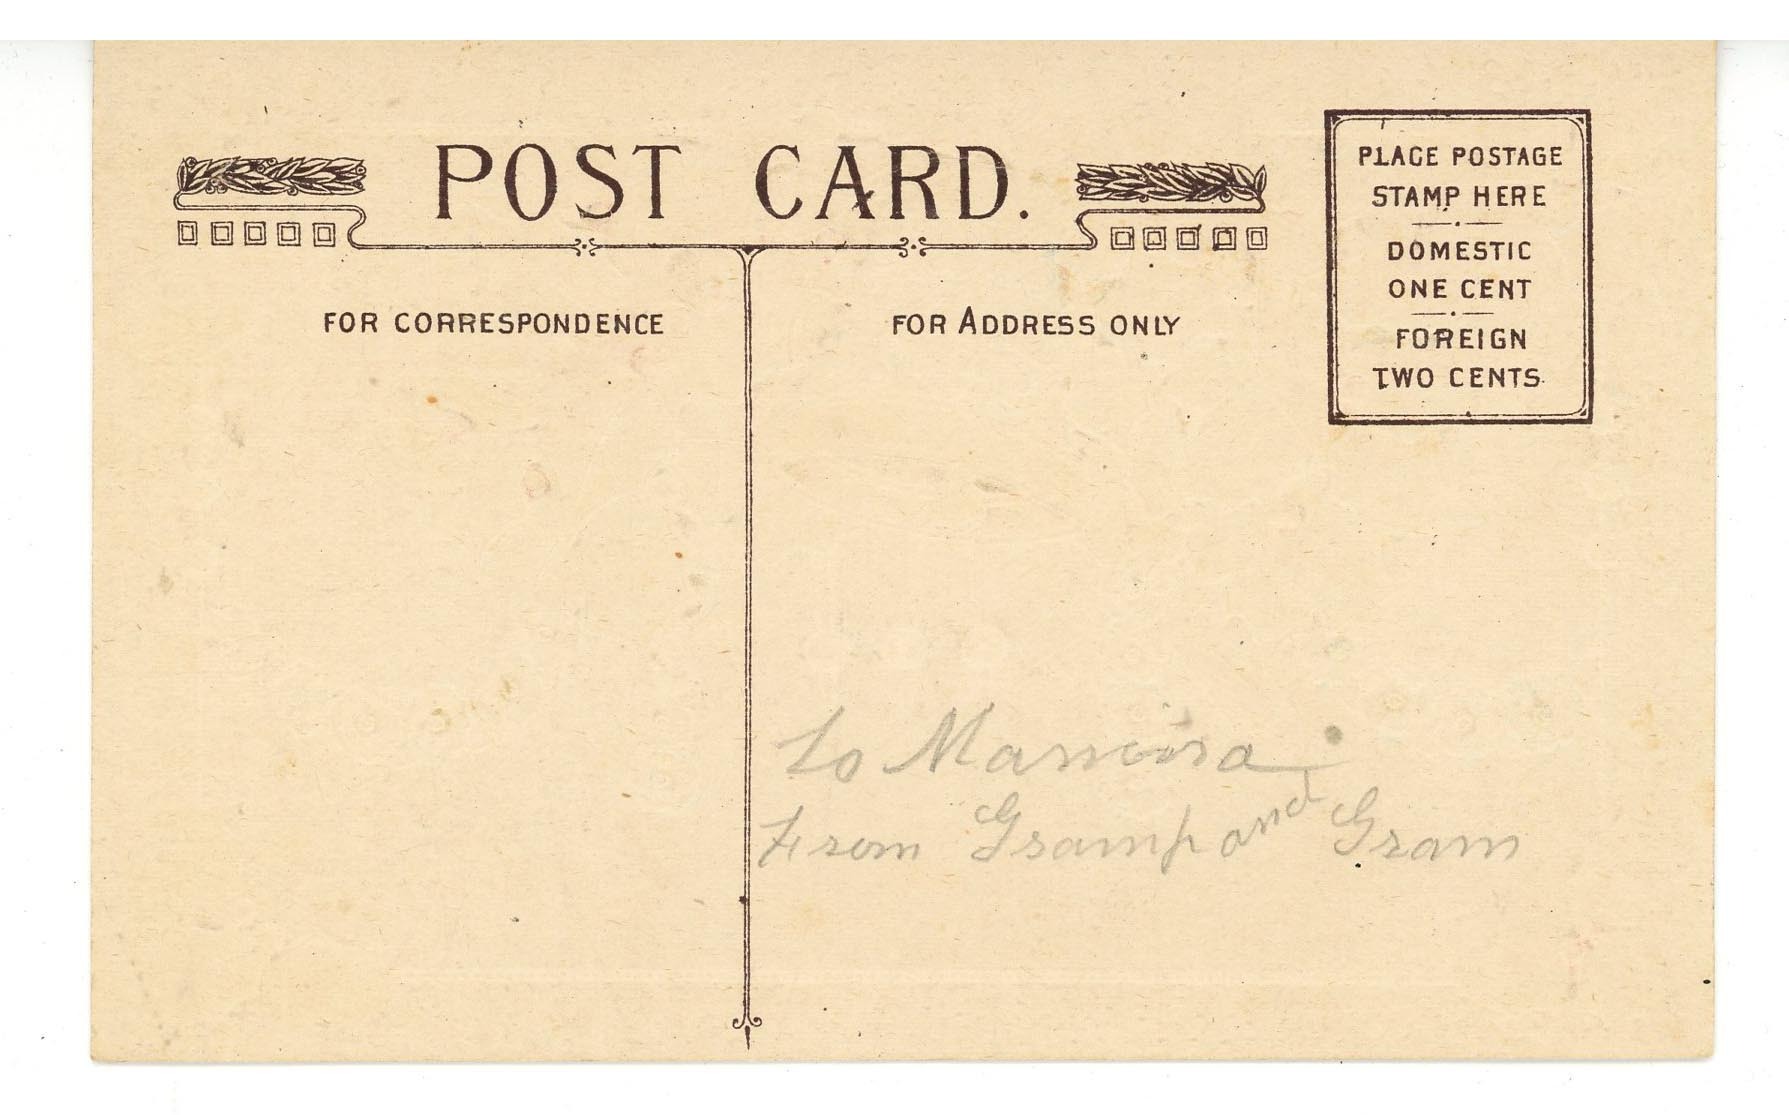 POST CARD.
FOR CORRESPONDENCE
FOR ADDRESS ONLY
PLACE POSTAGE
STAMP HERE
DOMESTIC
ONE CENT
FOREIGN
TWO CENTS.
to
From Gramp and Gram